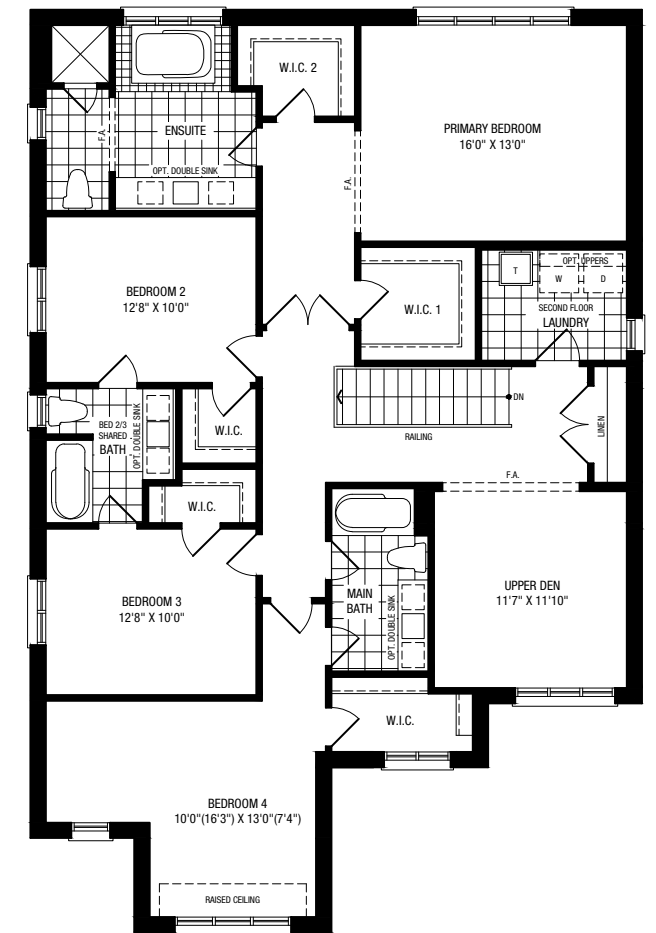 W.I.C. 2
ENSUITE
F.A.
OPT. DOUBLE SINK
PRIMARY BEDROOM
16'0" X 13'0"
F.A.
BEDROOM 2
12'8" X 10'0"
W.I.C. 1
T
OPT. UPPERS
W
D
SECOND FLOOR
LAUNDRY
DN
RAILING
LINEN
F.A.
BED 2/3
SHARED
BATH
OPT. DOUBLE SINK
W.I.C.
W.I.C.
BEDROOM 3
12'8" X 10'0"
MAIN
BATH
OPT. DOUBLE SINK
UPPER DEN
11'7" X 11'10"
W.I.C.
BEDROOM 4
10'0"(16'3") X 13'0"(7'4")
RAISED CEILING